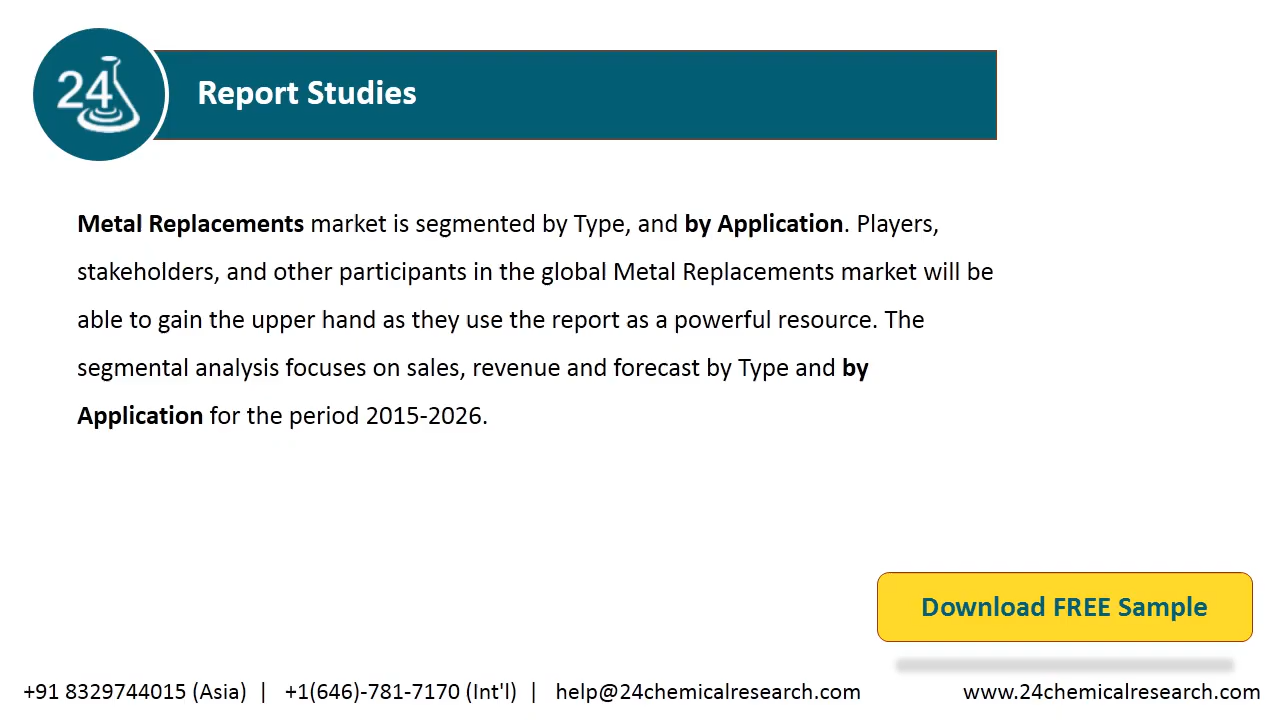 24
Report Studies
Metal Replacements market is segmented by Type, and by Application. Players,
stakeholders, and other participants in the global Metal Replacements market will be
able to gain the upper hand as they use the report as a powerful resource. The
segmental analysis focuses on sales, revenue and forecast by Type and by
Application for the period 2015-2026.
Download FREE Sample
+91 8329744015 (Asia) | +1(646)-781-7170 (Int'l) | help@24chemicalresearch.com www.24chemicalresearch.com